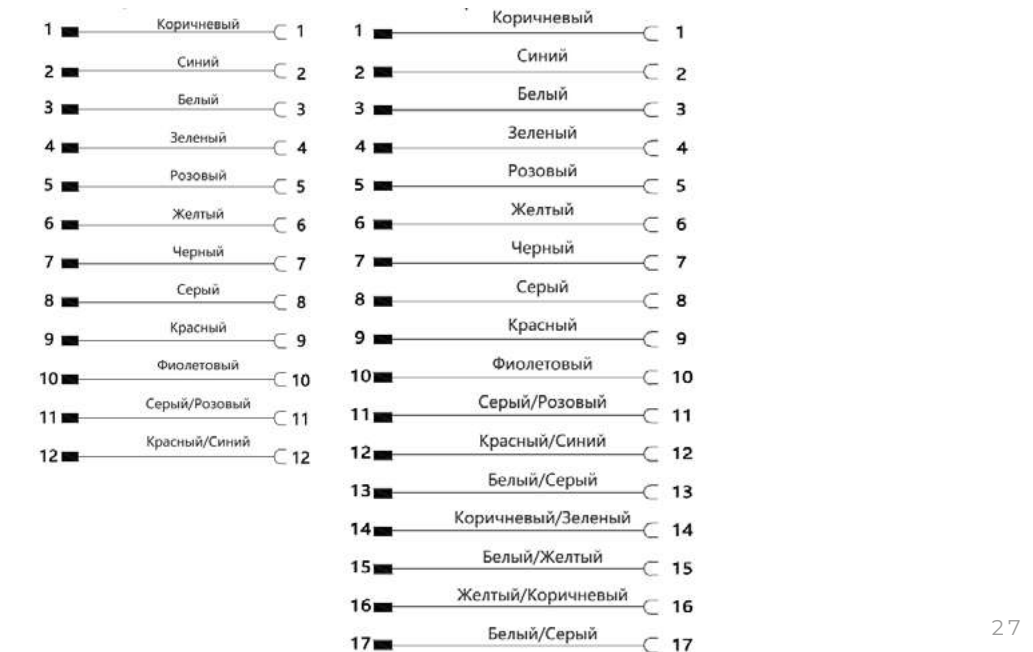 1 Коричневый 1
2 Синий 2
3 Белый 3
4 Зеленый 4
5 Розовый 5
6 Желтый 6
7 Черный 7
8 Серый 8
9 Красный 9
10 Фиолетовый 10
11 Серый/Розовый 11
12 Красный/Синий 12
1 Коричневый 1
2 Синий 2
3 Белый 3
4 Зеленый 4
5 Розовый 5
6 Желтый 6
7 Черный 7
8 Серый 8
9 Красный 9
10 Фиолетовый 10
11 Серый/Розовый 11
12 Красный/Синий 12
13 Белый/Серый 13
14 Коричневый/Зеленый 14
15 Белый/Желтый 15
16 Желтый/Коричневый 16
17 Белый/Серый 17
27